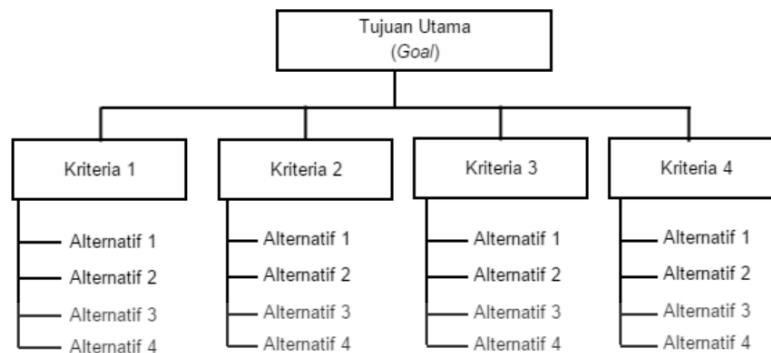 Tujuan Utama
(Goal)
Kriteria 1
Kriteria 2
Kriteria 3
Kriteria 4
Alternatif 1
Alternatif 2
Alternatif 3
Alternatif 4
Alternatif 1
Alternatif 2
Alternatif 3
Alternatif 4
Alternatif 1
Alternatif 2
Alternatif 3
Alternatif 4
Alternatif 1
Alternatif 2
Alternatif 3
Alternatif 4